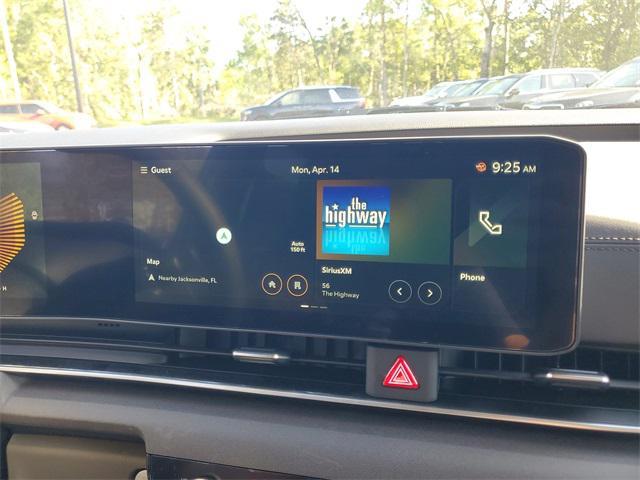 Guest
Mon, Apr. 14
9:25 AM
the
highway
Auto
150 ft
Map
Nearby Jacksonville, FL
SiriusXM
56
The Highway
Phone
H